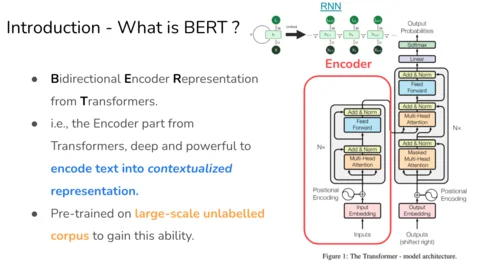 Introduction - What is BERT ?
● Bidirectional Encoder Representation
from Transformers.
● i.e., the Encoder part from
Transformers, deep and powerful to
encode text into contextualized
representation.
● Pre-trained on large-scale unlabelled
corpus to gain this ability.
RNN
Unfold
Encoder
Output
Probabilities
Softmax
Linear
Add & Norm
Feed
Forward
Add & Norm
Multi-Head
Attention
Add & Norm
Masked
Multi-Head
Attention
N×
Add & Norm
Feed
Forward
Add & Norm
Multi-Head
Attention
N×
Positional
Encoding
Positional
Encoding
Input
Embedding
Output
Embedding
Inputs
Outputs
(shifted right)
Figure 1: The Transformer - model architecture.